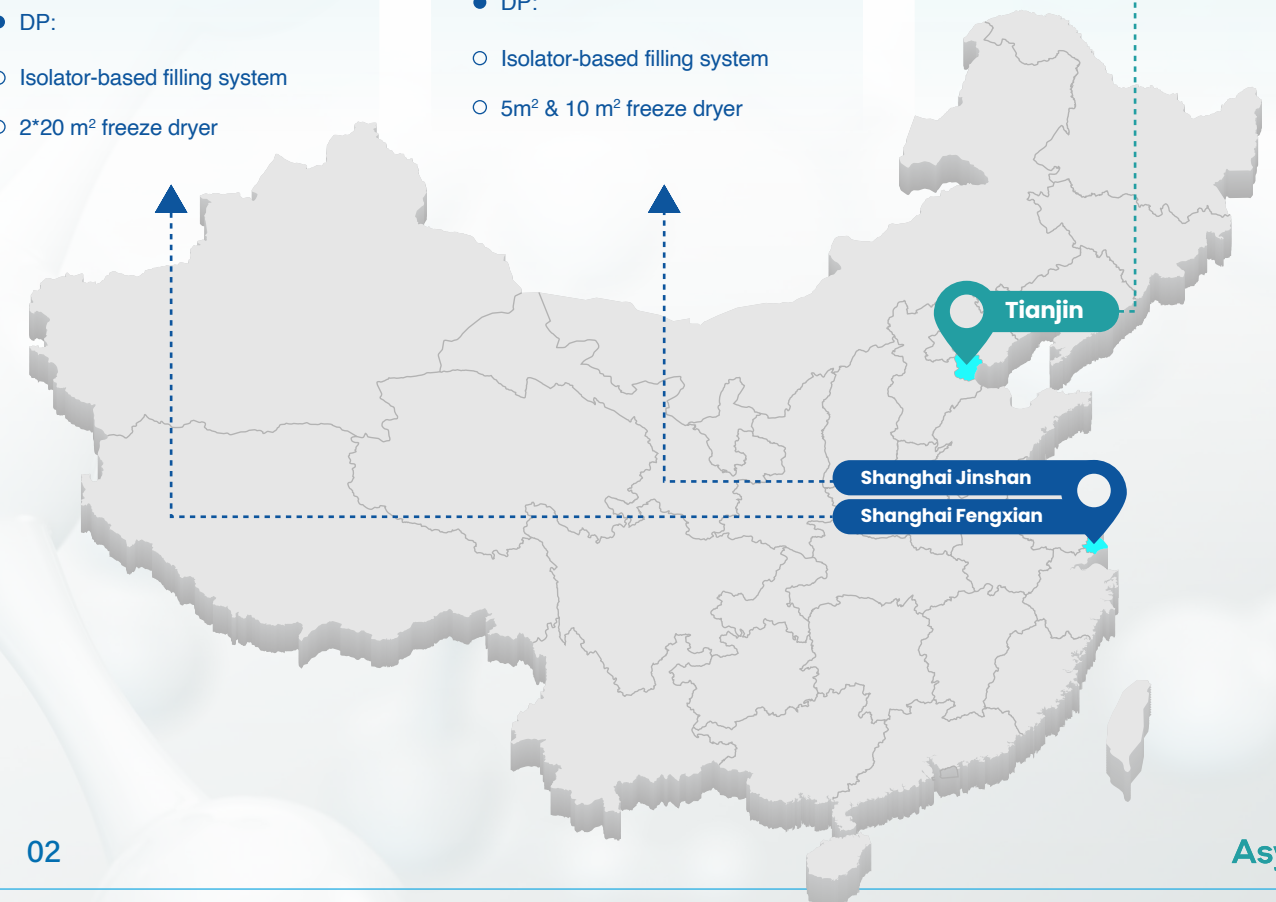 ● DP:
○ Isolator-based filling system
○ 2*20 m² freeze dryer
● DP:
○ Isolator-based filling system
○ 5m² & 10 m² freeze dryer
Tianjin
Shanghai Jinshan
Shanghai Fengxian
02